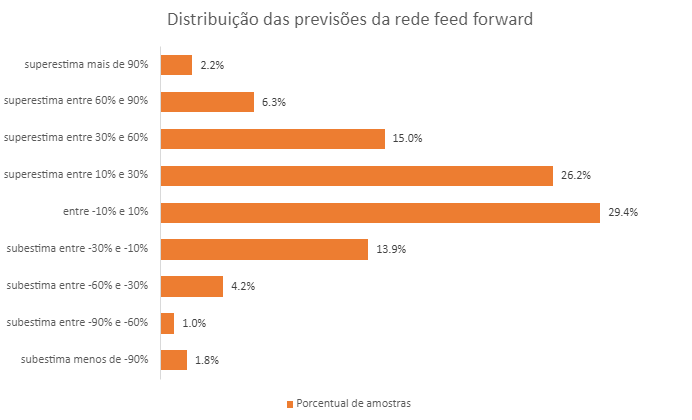 Distribuição das previsões da rede feed forward
superestima mais de 90% 2.2%
superestima entre 60% e 90% 6.3%
superestima entre 30% e 60% 15.0%
superestima entre 10% e 30% 26.2%
entre -10% e 10% 29.4%
subestima entre -30% e -10% 13.9%
subestima entre -60% e -30% 4.2%
subestima entre -90% e -60% 1.0%
subestima menos de -90% 1.8%
Porcentual de amostras